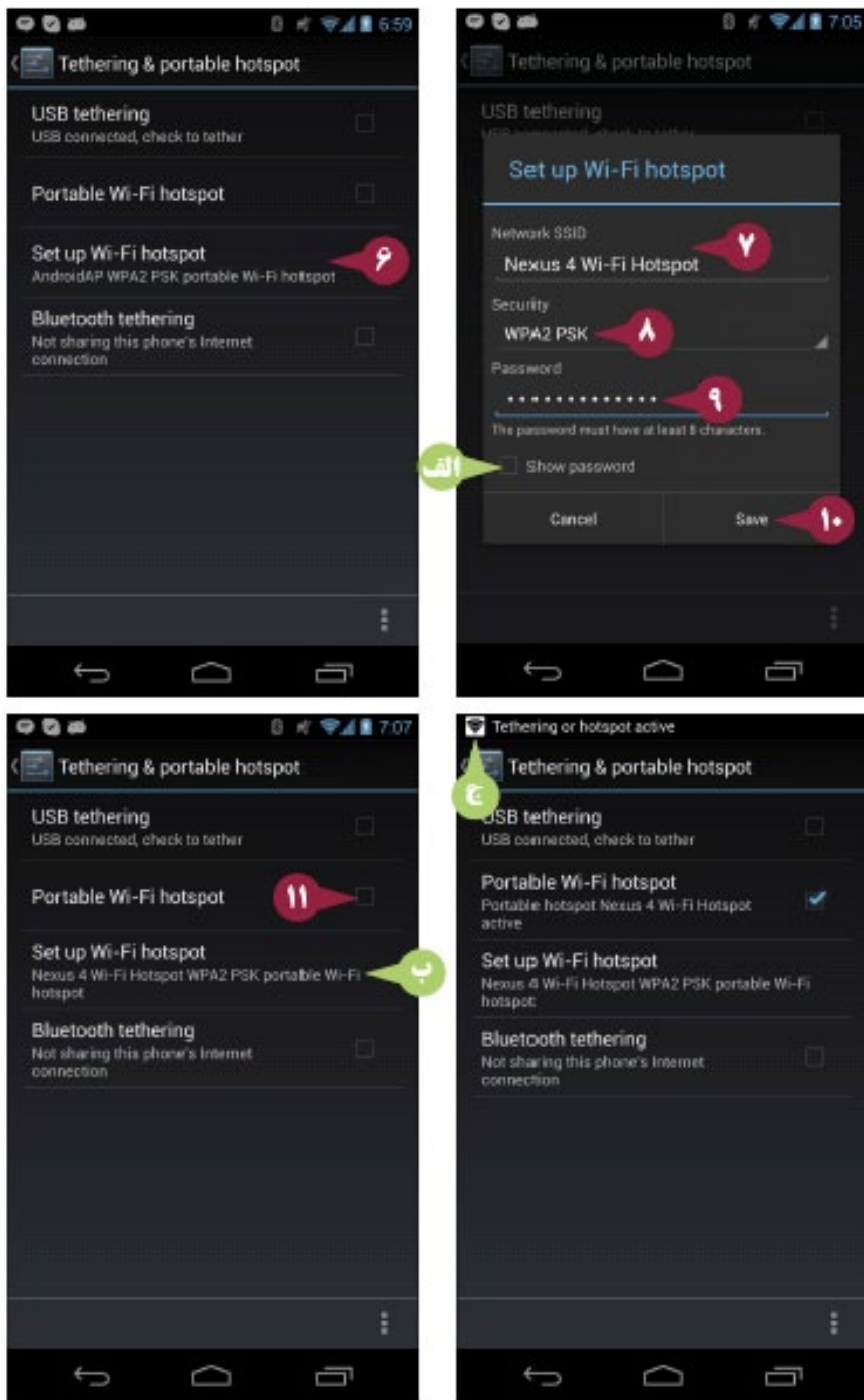 6:59
Tethering & portable hotspot
USB tethering
USB connected, check to tether
Portable Wi-Fi hotspot
Set up Wi-Fi hotspot
AndroidAP WPA2 PSK portable Wi-Fi hotspot
۶
Bluetooth tethering
Not sharing this phone's Internet
connection
7:05
Tethering & portable hotspot
USB tethering
USB connected, check to tether
Set up Wi-Fi hotspot
Network SSID
۷
Nexus 4 Wi-Fi Hotspot
Security
WPA2 PSK
۸
Password
•••••••••••••
۹
The password must have at least 8 characters.
الف
Show password
Cancel
Save
۱۰
7:07
Tethering & portable hotspot
USB tethering
USB connected, check to tether
Portable Wi-Fi hotspot
۱۱
Set up Wi-Fi hotspot
Nexus 4 Wi-Fi Hotspot WPA2 PSK portable Wi-Fi
hotspot
ب
Bluetooth tethering
Not sharing this phone's Internet
connection
Tethering or hotspot active
ج
Tethering & portable hotspot
USB tethering
USB connected, check to tether
Portable Wi-Fi hotspot
Portable hotspot Nexus 4 Wi-Fi Hotspot
active
Set up Wi-Fi hotspot
Nexus 4 Wi-Fi Hotspot WPA2 PSK portable Wi-Fi
hotspot
Bluetooth tethering
Not sharing this phone's Internet
connection